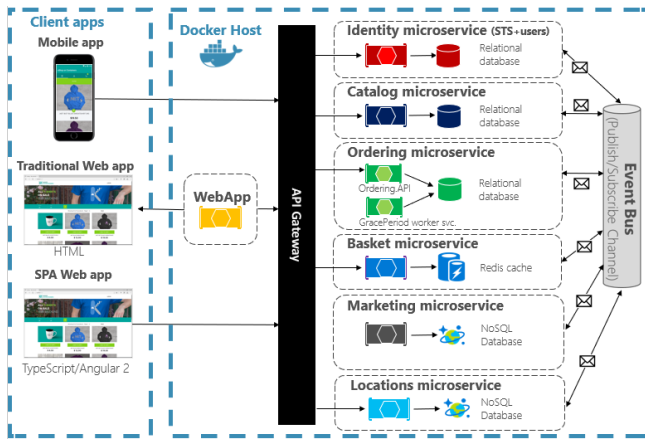 Client apps
Mobile app
Traditional Web app
HTML
SPA Web app
TypeScript/Angular 2
Docker Host
WebApp
API Gateway
Identity microservice (STS+users)
Relational
database
Catalog microservice
Relational
database
Ordering microservice
Ordering.API
Relational
database
GracePeriod worker svc.
Basket microservice
Redis cache
Marketing microservice
NoSQL
Database
Locations microservice
NoSQL
Database
Event Bus
(Publish/Subscribe Channel)